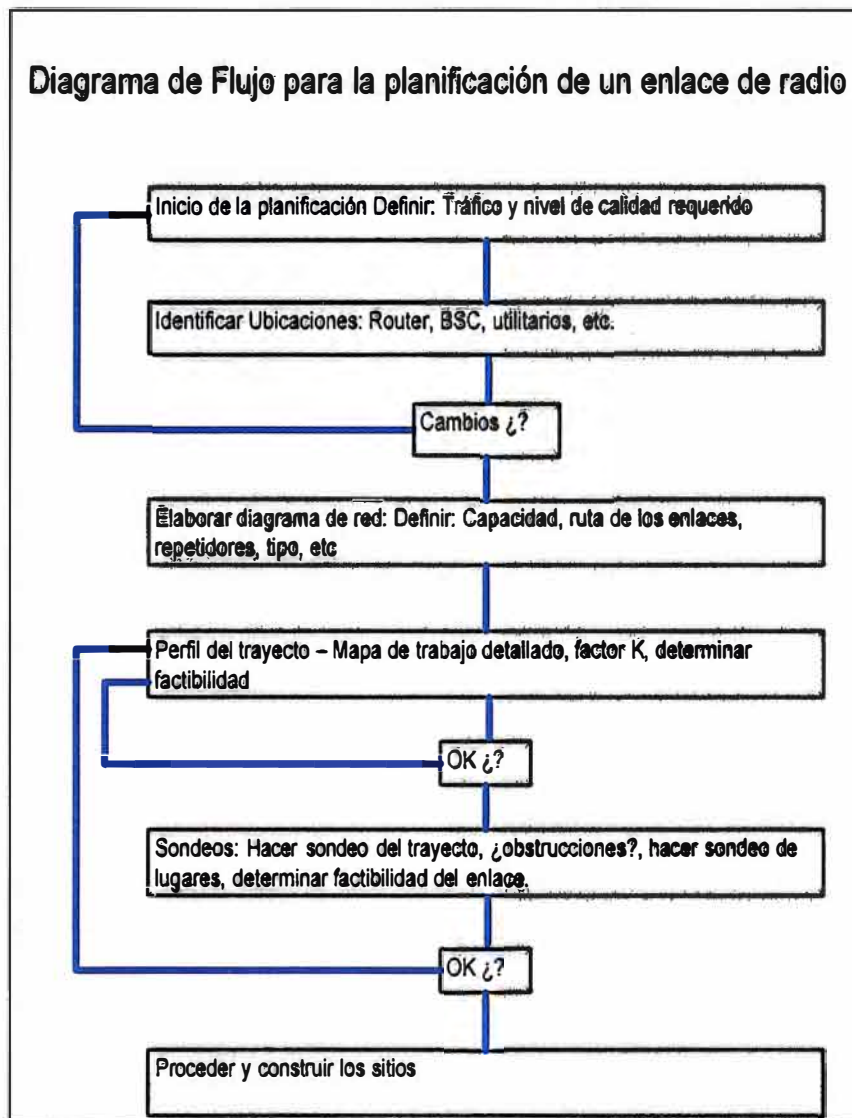 Diagrama de Flujo para la planificación de un enlace de radio
Inicio de la planificación Definir: Tráfico y nivel de calidad requerido
Identificar Ubicaciones: Router, BSC, utilitarios, etc.
Cambios ¿?
Elaborar diagrama de red: Definir: Capacidad, ruta de los enlaces,
repetidores, tipo, etc
Perfil del trayecto – Mapa de trabajo detallado, factor K, determinar
factibilidad
OK ¿?
Sondeos: Hacer sondeo del trayecto, ¿obstrucciones?, hacer sondeo de
lugares, determinar factibilidad del enlace.
OK ¿?
Proceder y construir los sitios